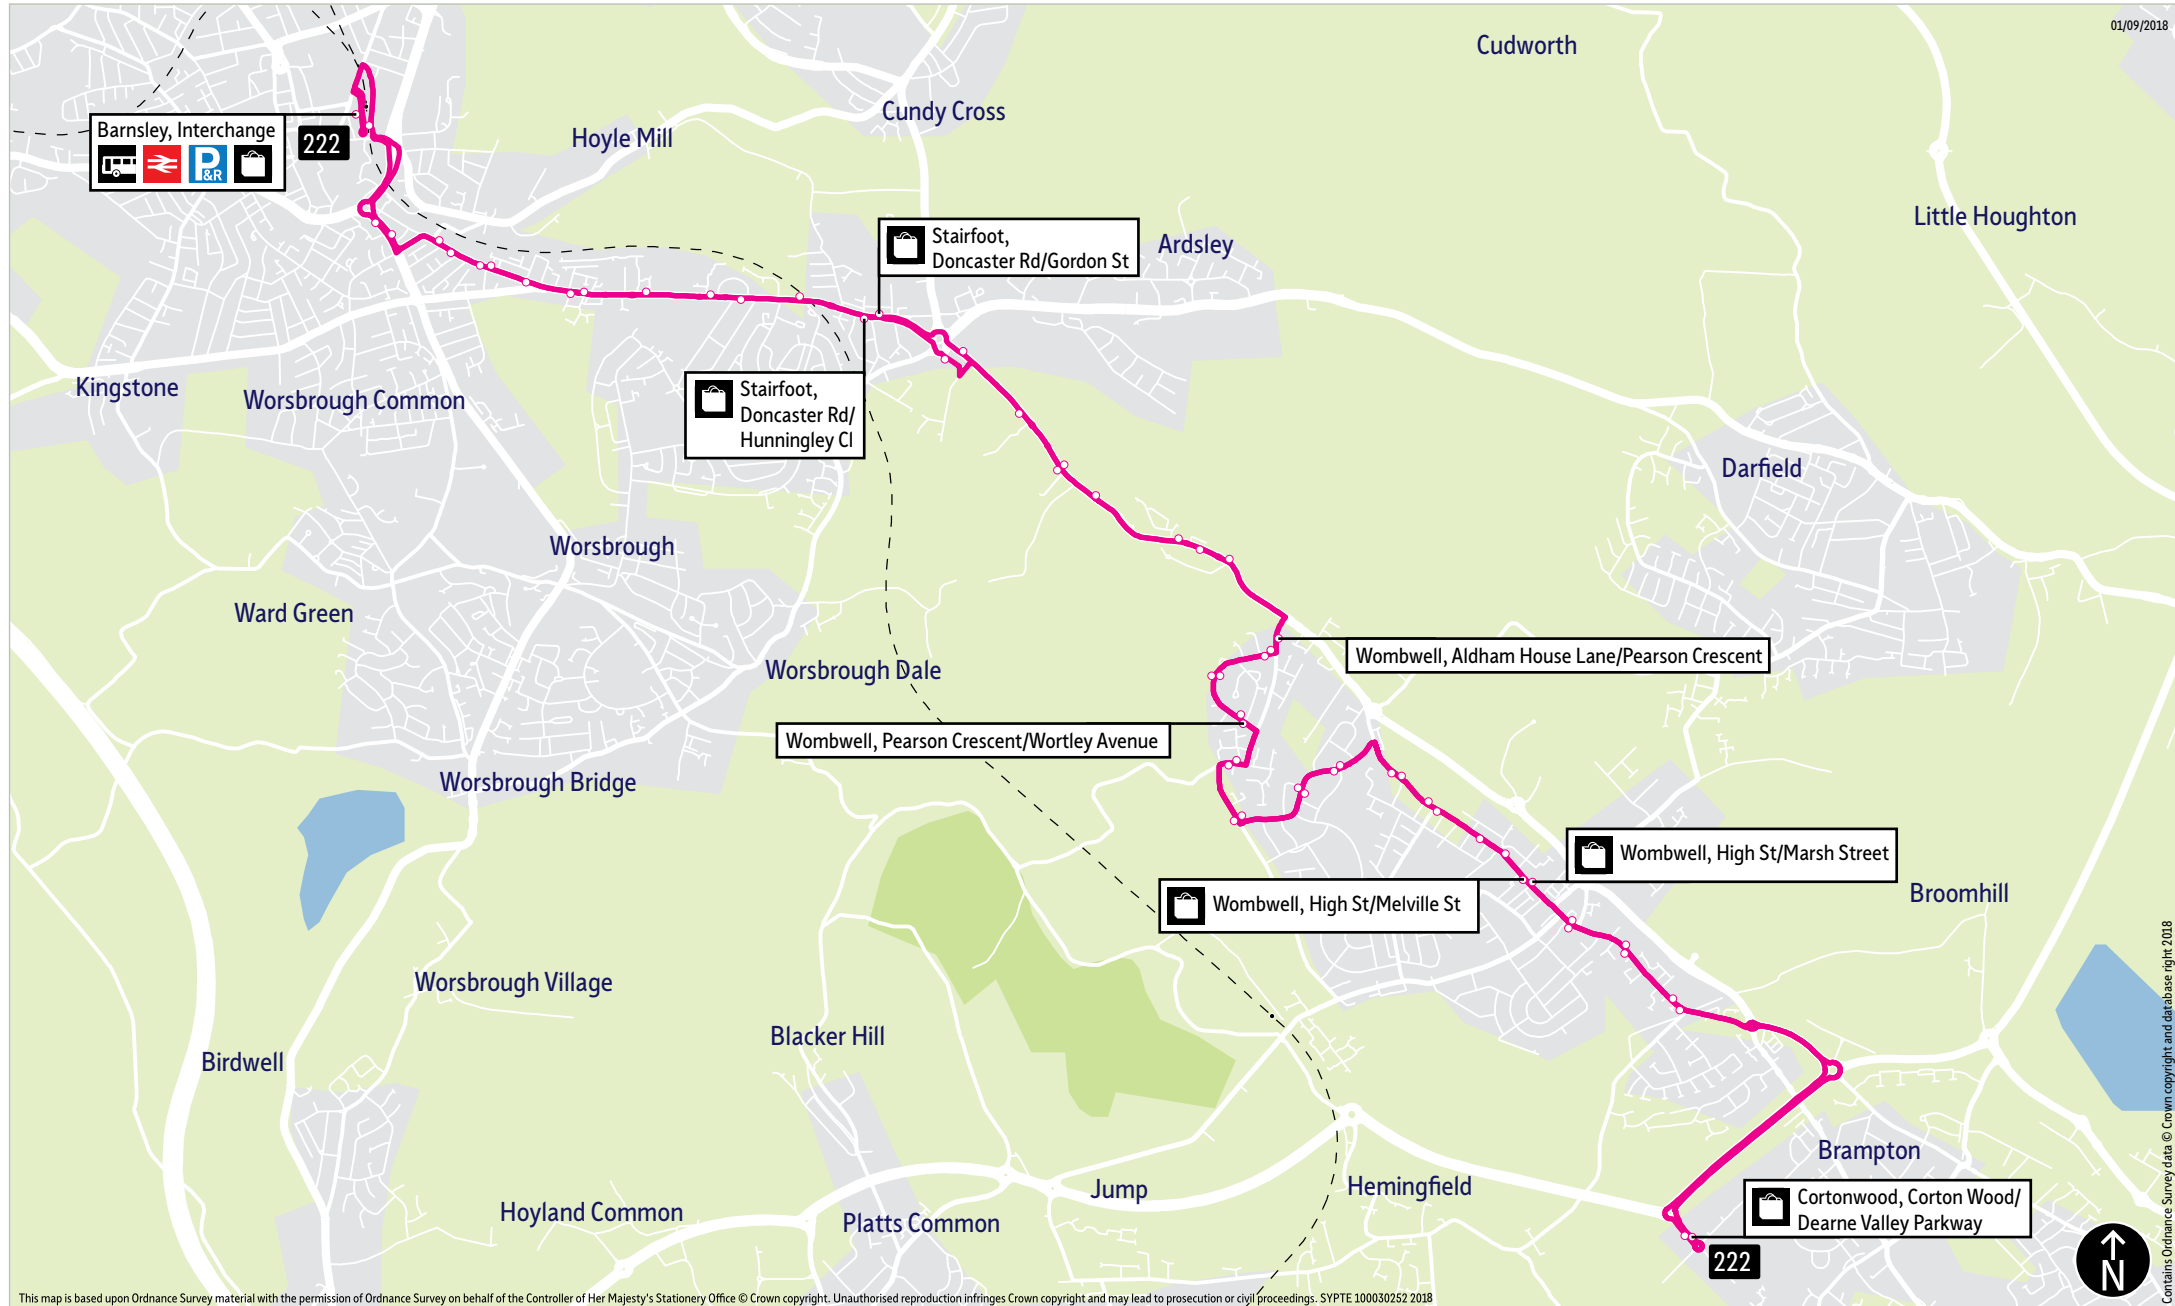 01/09/2018
Cudworth
Cundy Cross
Barnsley, Interchange
222
P
&R
Hoyle Mill
Little Houghton
Stairfoot,
Doncaster Rd/Gordon St
Ardsley
Kingstone
Worsbrough Common
Stairfoot,
Doncaster Rd/
Hunningley Cl
Darfield
Worsbrough
Ward Green
Worsbrough Dale
Wombwell, Aldham House Lane/Pearson Crescent
Wombwell, Pearson Crescent/Wortley Avenue
Worsbrough Bridge
Wombwell, High St/Marsh Street
Wombwell, High St/Melville St
Broomhill
Worsbrough Village
Blacker Hill
Birdwell
Brampton
Jump
Hemingfield
Hoyland Common
Platts Common
Cortonwood, Corton Wood/
Dearne Valley Parkway
222
N
Contains Ordnance Survey data © Crown copyright and database right 2018
This map is based upon Ordnance Survey material with the permission of Ordnance Survey on behalf of the Controller of Her Majesty's Stationery Office © Crown copyright. Unauthorised reproduction infringes Crown copyright and may lead to prosecution or civil proceedings. SYPTE 100030252 2018